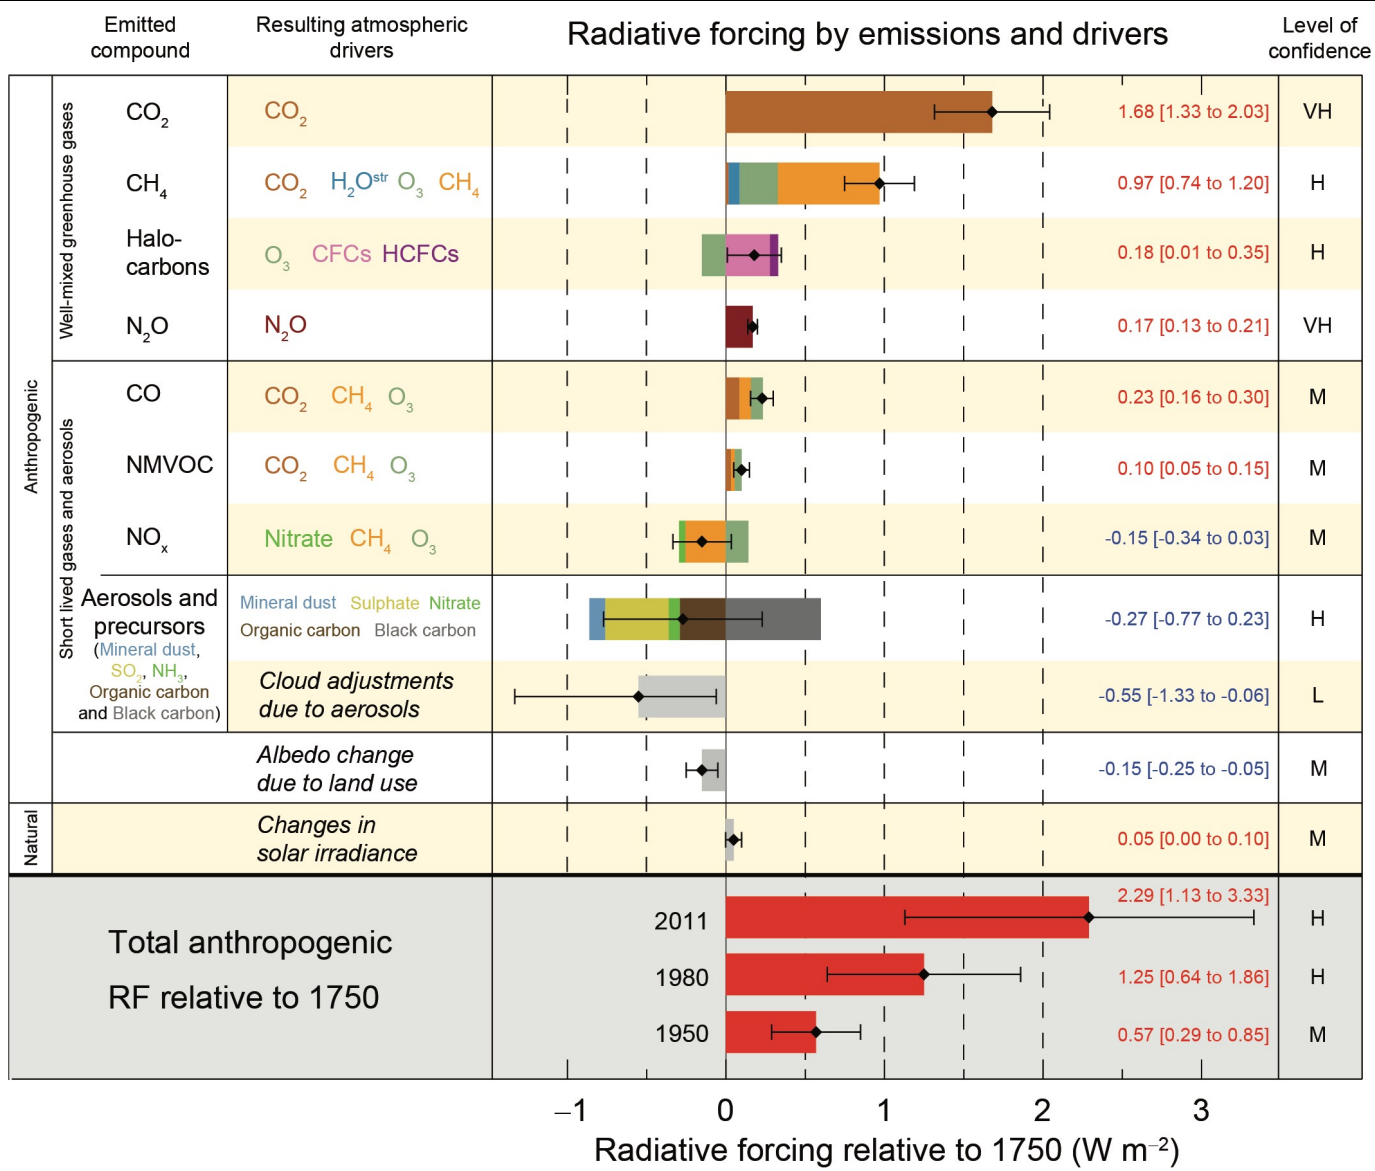 Emitted
compound
Resulting atmospheric
drivers
Radiative forcing by emissions and drivers
Level of
confidence
Anthropogenic
Well-mixed greenhouse gases
CO₂
CO₂
1.68 [1.33 to 2.03]
VH
CH₄
CO₂ H₂Oˢᵗʳ O₃ CH₄
0.97 [0.74 to 1.20]
H
Halo-
carbons
O₃ CFCs HCFCs
0.18 [0.01 to 0.35]
H
N₂O
N₂O
0.17 [0.13 to 0.21]
VH
Short lived gases and aerosols
CO
CO₂ CH₄ O₃
0.23 [0.16 to 0.30]
M
NMVOC
CO₂ CH₄ O₃
0.10 [0.05 to 0.15]
M
NOₓ
Nitrate CH₄ O₃
-0.15 [-0.34 to 0.03]
M
Aerosols and
precursors
(Mineral dust,
SO₂, NH₃,
Organic carbon
and Black carbon)
Mineral dust Sulphate Nitrate
Organic carbon Black carbon
-0.27 [-0.77 to 0.23]
H
Cloud adjustments
due to aerosols
-0.55 [-1.33 to -0.06]
L
Albedo change
due to land use
-0.15 [-0.25 to -0.05]
M
Natural
Changes in
solar irradiance
0.05 [0.00 to 0.10]
M
Total anthropogenic
RF relative to 1750
2011
2.29 [1.13 to 3.33]
H
1980
1.25 [0.64 to 1.86]
H
1950
0.57 [0.29 to 0.85]
M
−1 0 1 2 3
Radiative forcing relative to 1750 (W m⁻²)